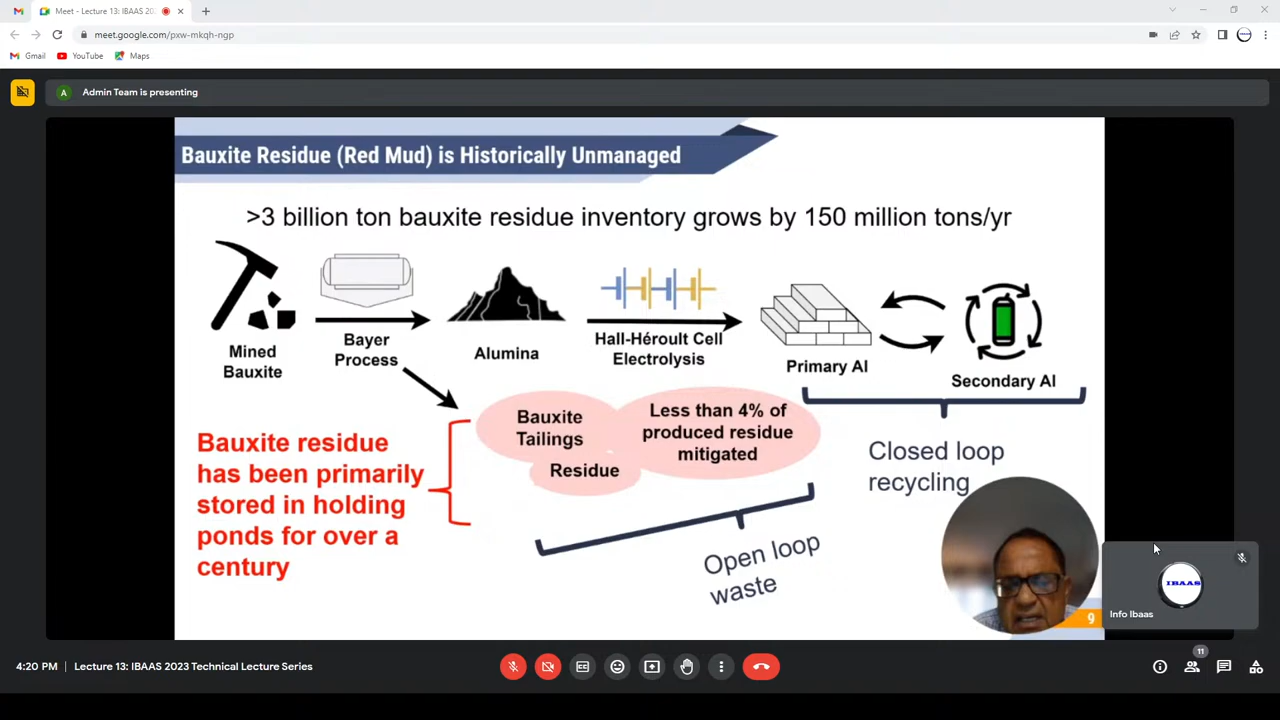 Meet - Lecture 13: IBAAS 202
meet.google.com/pxw-mkqh-ngp
Gmail
YouTube
Maps
A
Admin Team is presenting
Bauxite Residue (Red Mud) is Historically Unmanaged
>3 billion ton bauxite residue inventory grows by 150 million tons/yr
Mined
Bauxite
Bayer
Process
Alumina
Hall-Héroult Cell
Electrolysis
Primary Al
Secondary Al
Bauxite
Tailings
Residue
Less than 4% of
produced residue
mitigated
Bauxite residue
has been primarily
stored in holding
ponds for over a
century
Closed loop
recycling
Open loop
waste
9
IBAAS
Info Ibaas
4:20 PM | Lecture 13: IBAAS 2023 Technical Lecture Series
11